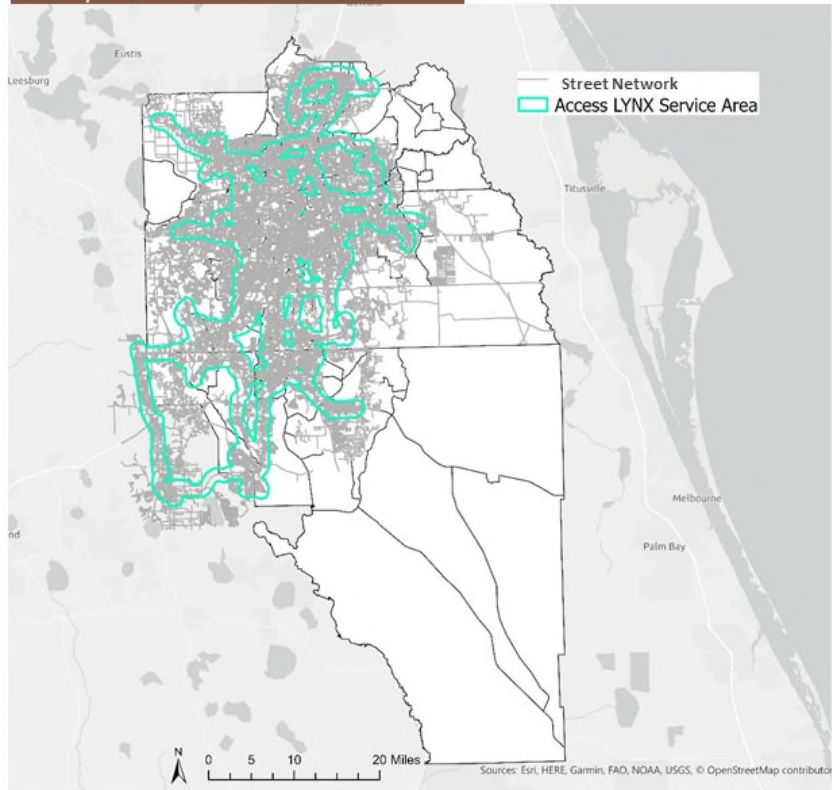 Eustis
Leesburg
Street Network
Access LYNX Service Area
Titusville
Melbourne
Palm Bay
nd
N
0 5 10 20 Miles
Sources: Esri, HERE, Garmin, FAO, NOAA, USGS, © OpenStreetMap contributor